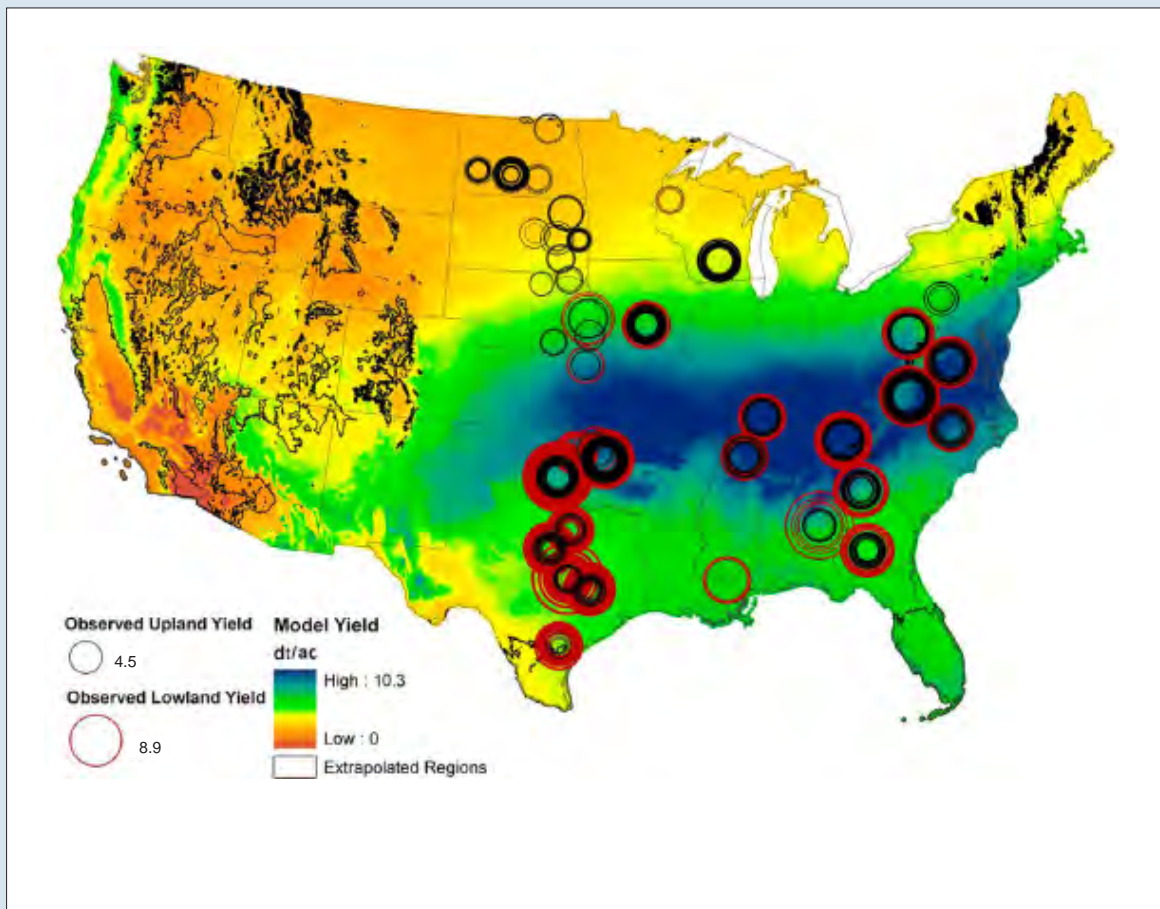 Observed Upland Yield
4.5
Observed Lowland Yield
8.9
Model Yield
dt/ac
High : 10.3
Low : 0
Extrapolated Regions